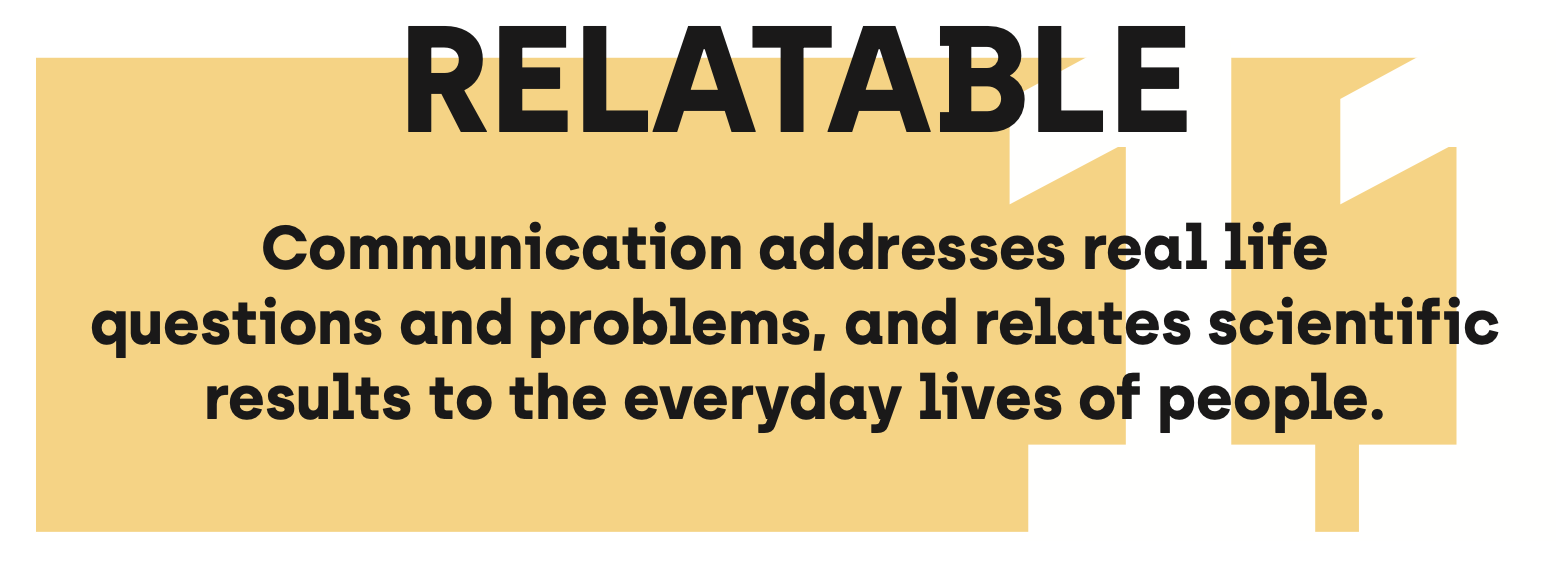 RELATABLE
Communication addresses real life
questions and problems, and relates scientific
results to the everyday lives of people.